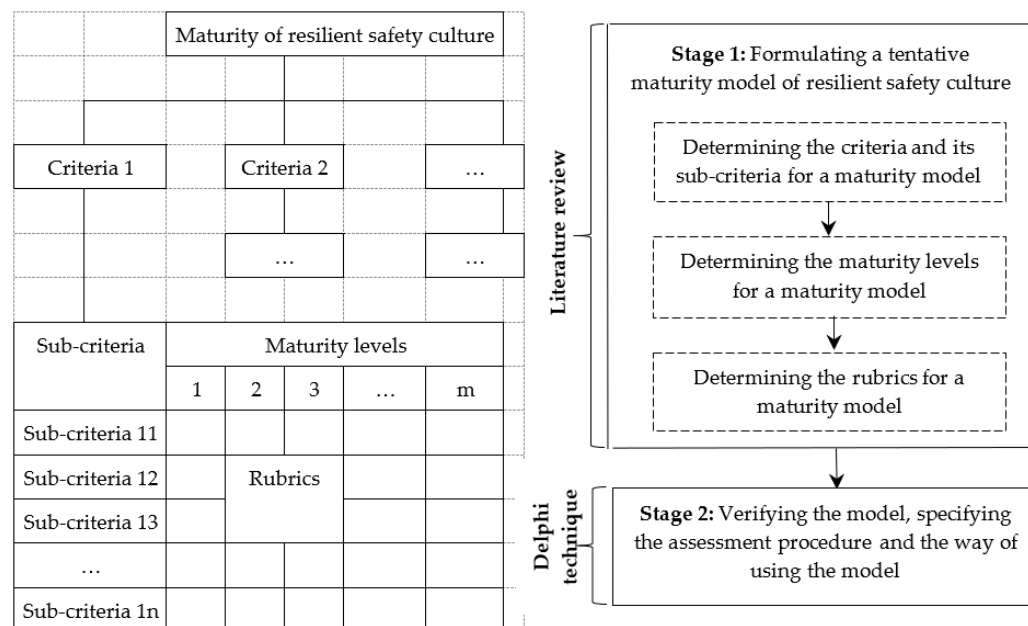 Maturity of resilient safety culture
Criteria 1
Criteria 2
…
…
…
Sub-criteria
Maturity levels
1
2
3
…
m
Sub-criteria 11
Sub-criteria 12
Rubrics
Sub-criteria 13
…
Sub-criteria 1n
Literature review
Stage 1: Formulating a tentative
maturity model of resilient safety culture
Determining the criteria and its
sub-criteria for a maturity model
Determining the maturity levels
for a maturity model
Determining the rubrics for a
maturity model
Delphi
technique
Stage 2: Verifying the model, specifying
the assessment procedure and the way of
using the model